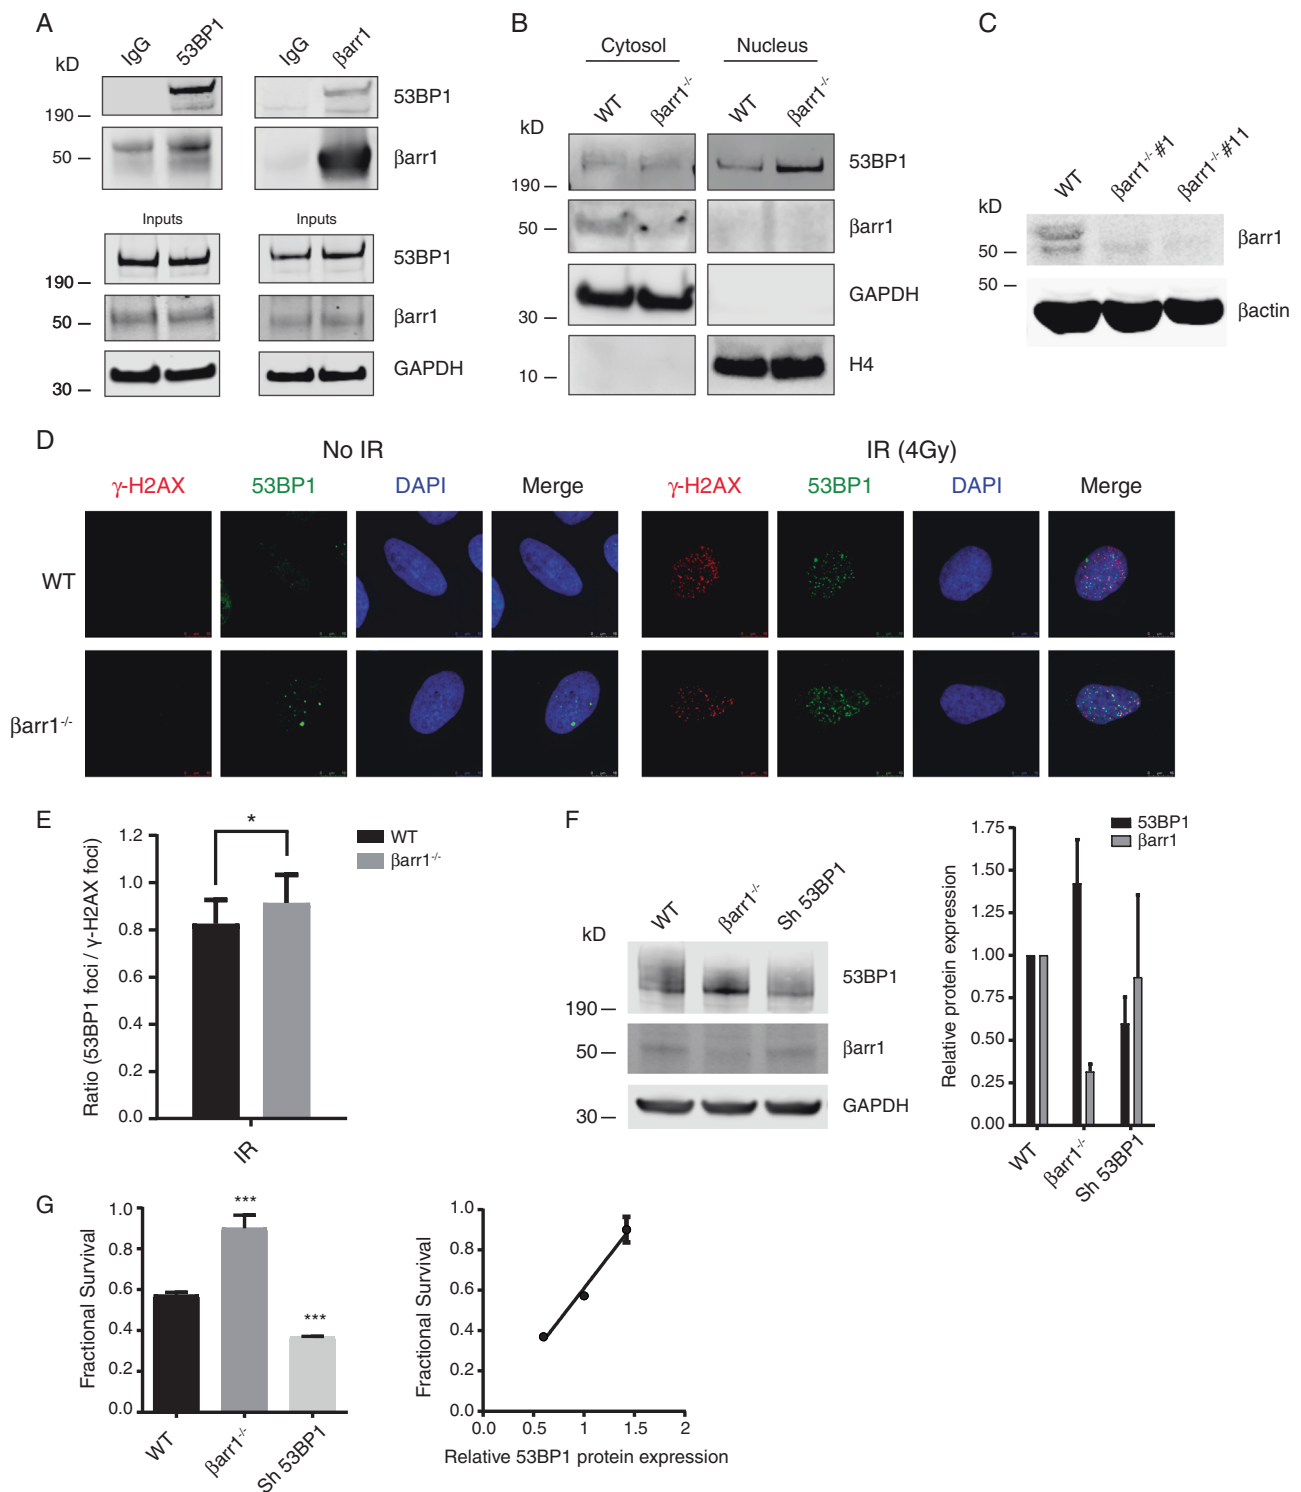 A
IgG
53BP1
IgG
βarr1
kD
53BP1
190
50
βarr1
Inputs
Inputs
53BP1
190
50
βarr1
GAPDH
30
B
Cytosol
Nucleus
WT
βarr1-/-
WT
βarr1-/-
kD
53BP1
190
50
βarr1
GAPDH
30
10
H4
C
WT
βarr1-/- #1
βarr1-/- #11
kD
βarr1
50
50
βactin
D
No IR
IR (4Gy)
γ-H2AX
53BP1
DAPI
Merge
γ-H2AX
53BP1
DAPI
Merge
WT
βarr1-/-
E
Ratio (53BP1 foci / γ-H2AX foci)
1.2
1.0
0.8
0.6
0.4
0.2
0.0
*
IR
WT
βarr1-/-
F
WT
βarr1-/-
Sh 53BP1
kD
53BP1
190
50
βarr1
GAPDH
30
Relative protein expression
1.75
1.50
1.25
1.00
0.75
0.50
0.25
0.00
53BP1
βarr1
WT
βarr1-/-
Sh 53BP1
G
Fractional Survival
1.0
0.8
0.6
0.4
0.2
0.0
***
***
WT
βarr1-/-
Sh 53BP1
Fractional Survival
1.0
0.8
0.6
0.4
0.2
0.0
0.0 0.5 1 1.5 2
Relative 53BP1 protein expression